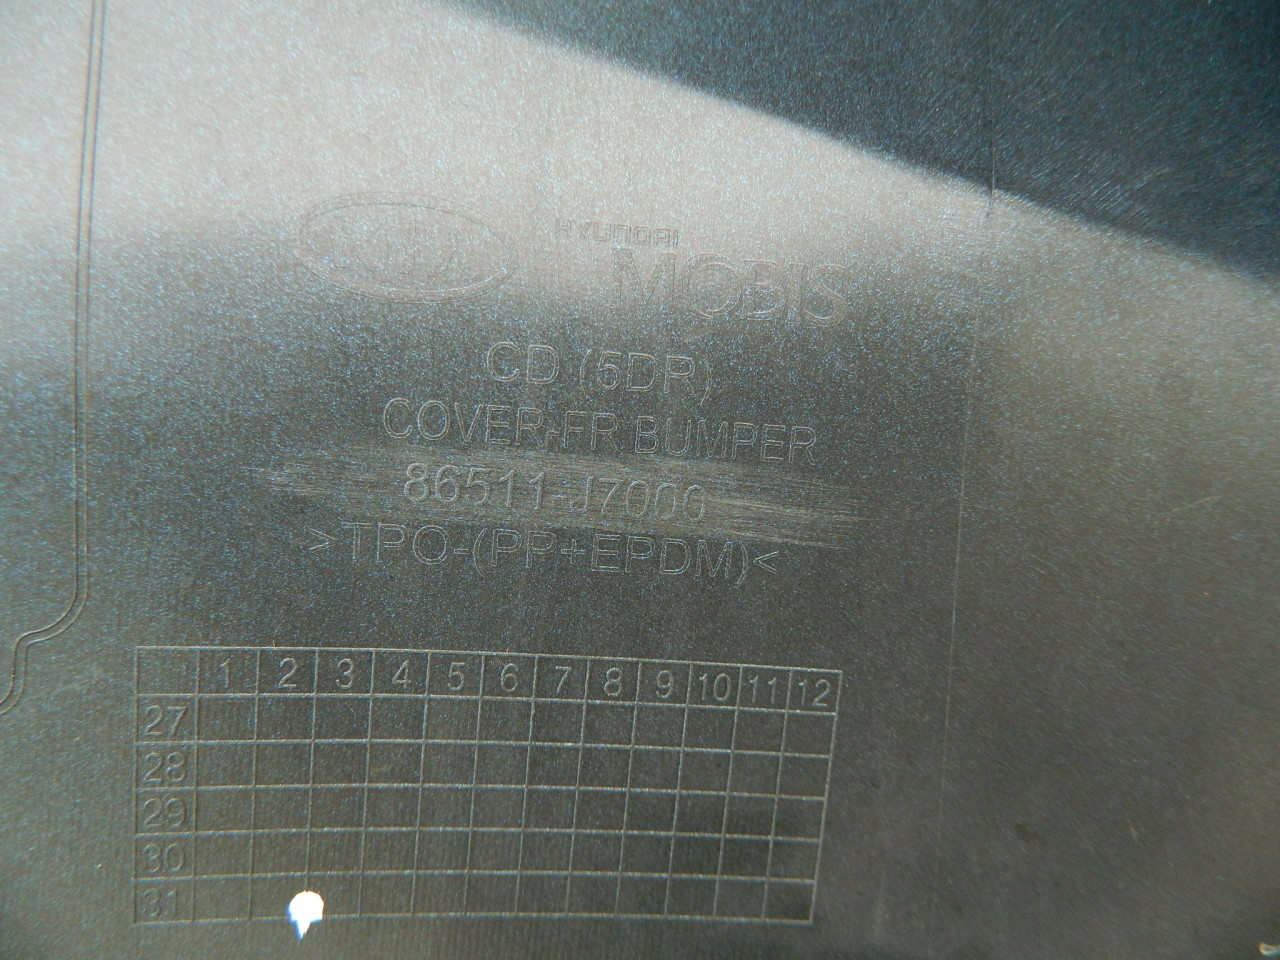 KIA
HYUNDAI
MOBIS
CD (5DR)
COVER-FR BUMPER
86511-J7000
>TPO-(PP+EPDM)<
1 2 3 4 5 6 7 8 9 10 11 12
27
28
29
30
31